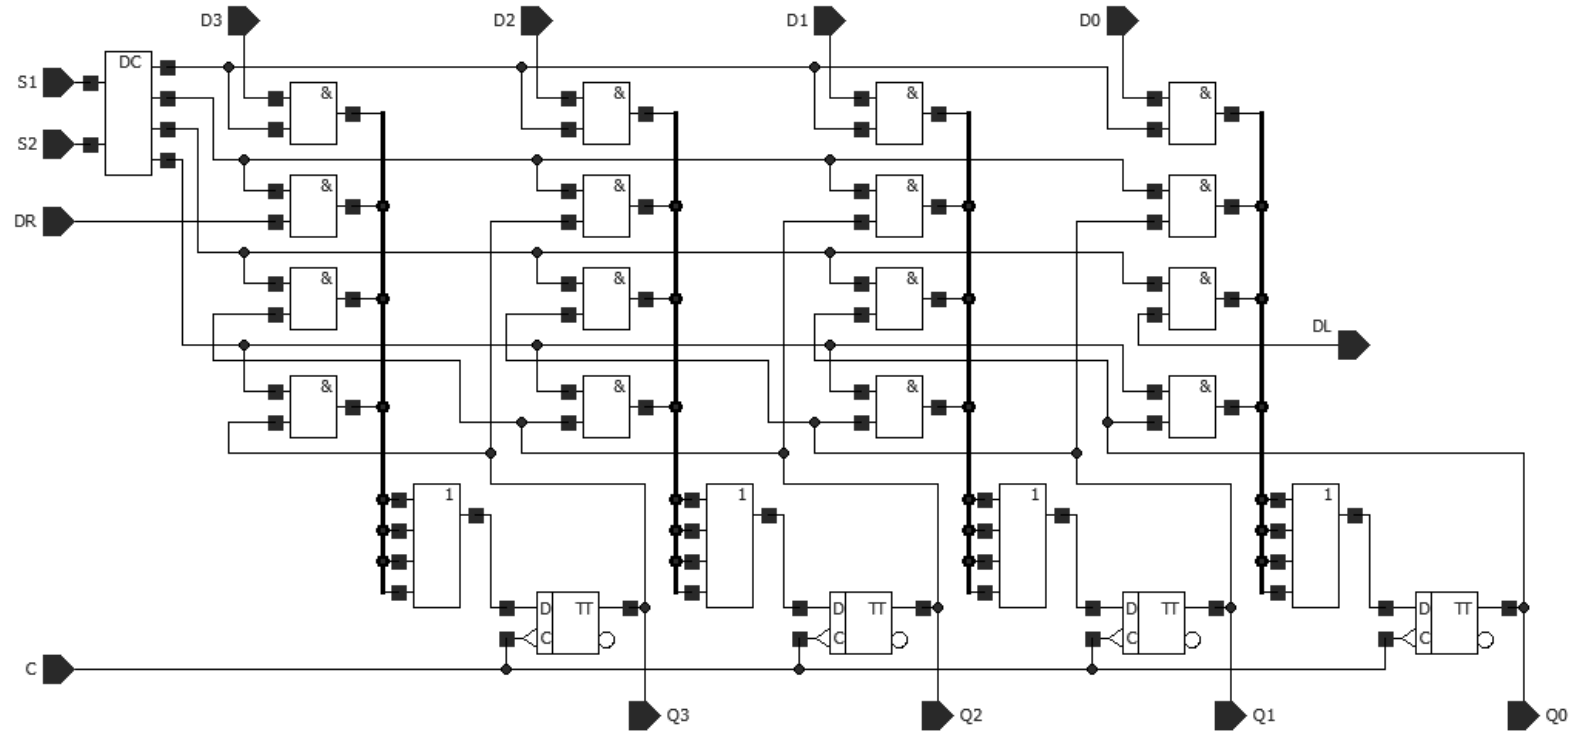 D3 D2 D1 D0
S1 DC & & & &
S2
DR & & & &
& & & &
DL
& & & &
1 1 1 1
D TT D TT D TT D TT
C C C C
C
Q3 Q2 Q1 Q0